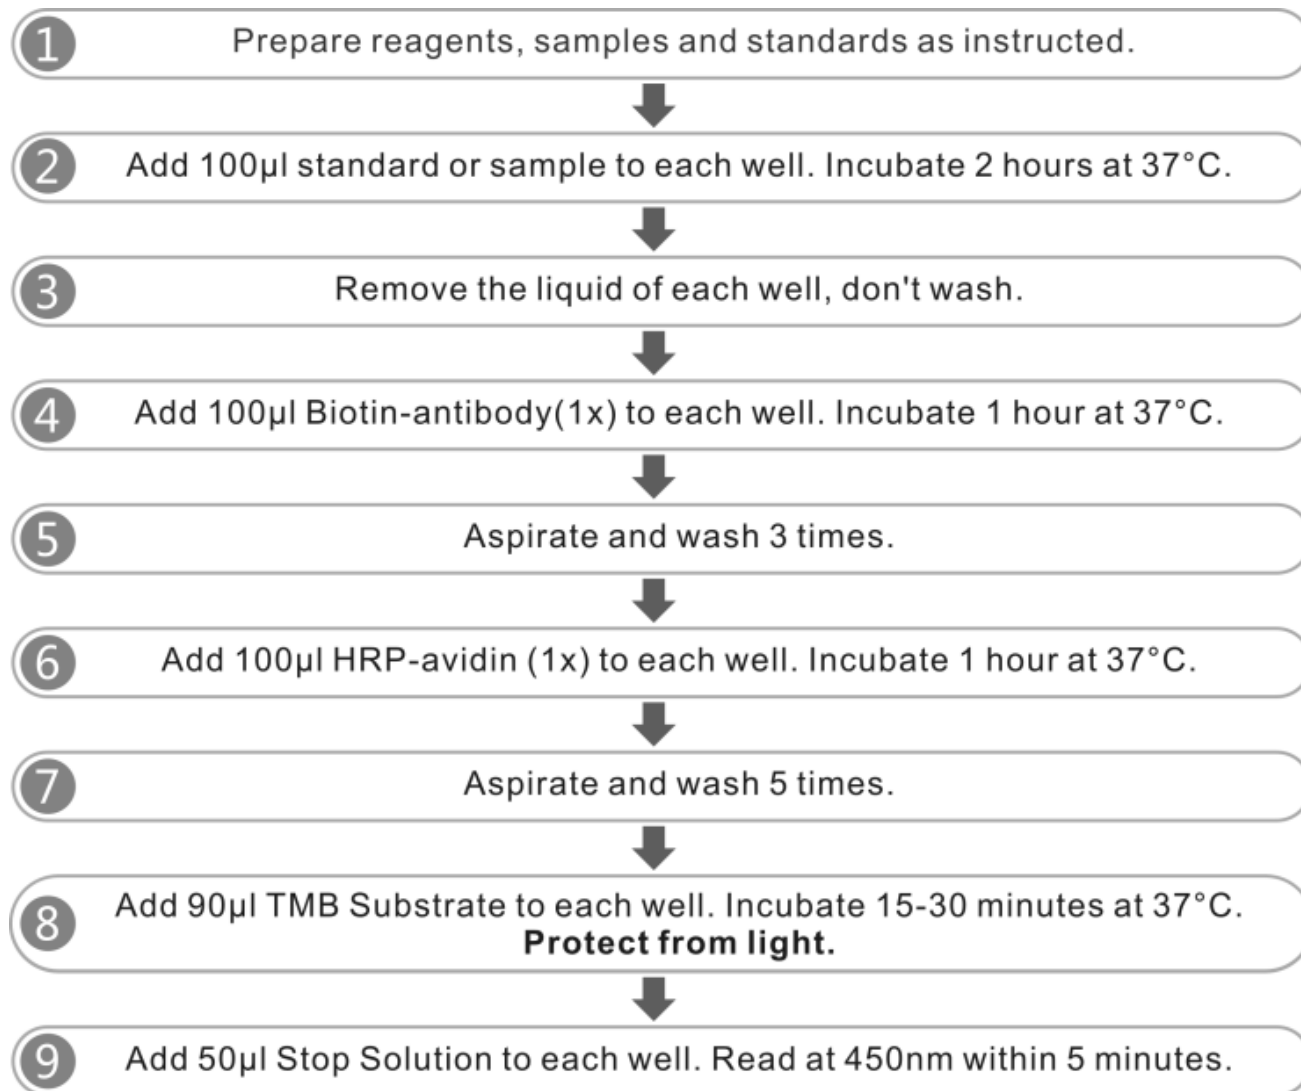 1 Prepare reagents, samples and standards as instructed.
2 Add 100µl standard or sample to each well. Incubate 2 hours at 37°C.
3 Remove the liquid of each well, don't wash.
4 Add 100µl Biotin-antibody(1x) to each well. Incubate 1 hour at 37°C.
5 Aspirate and wash 3 times.
6 Add 100µl HRP-avidin (1x) to each well. Incubate 1 hour at 37°C.
7 Aspirate and wash 5 times.
8 Add 90µl TMB Substrate to each well. Incubate 15-30 minutes at 37°C.
Protect from light.
9 Add 50µl Stop Solution to each well. Read at 450nm within 5 minutes.